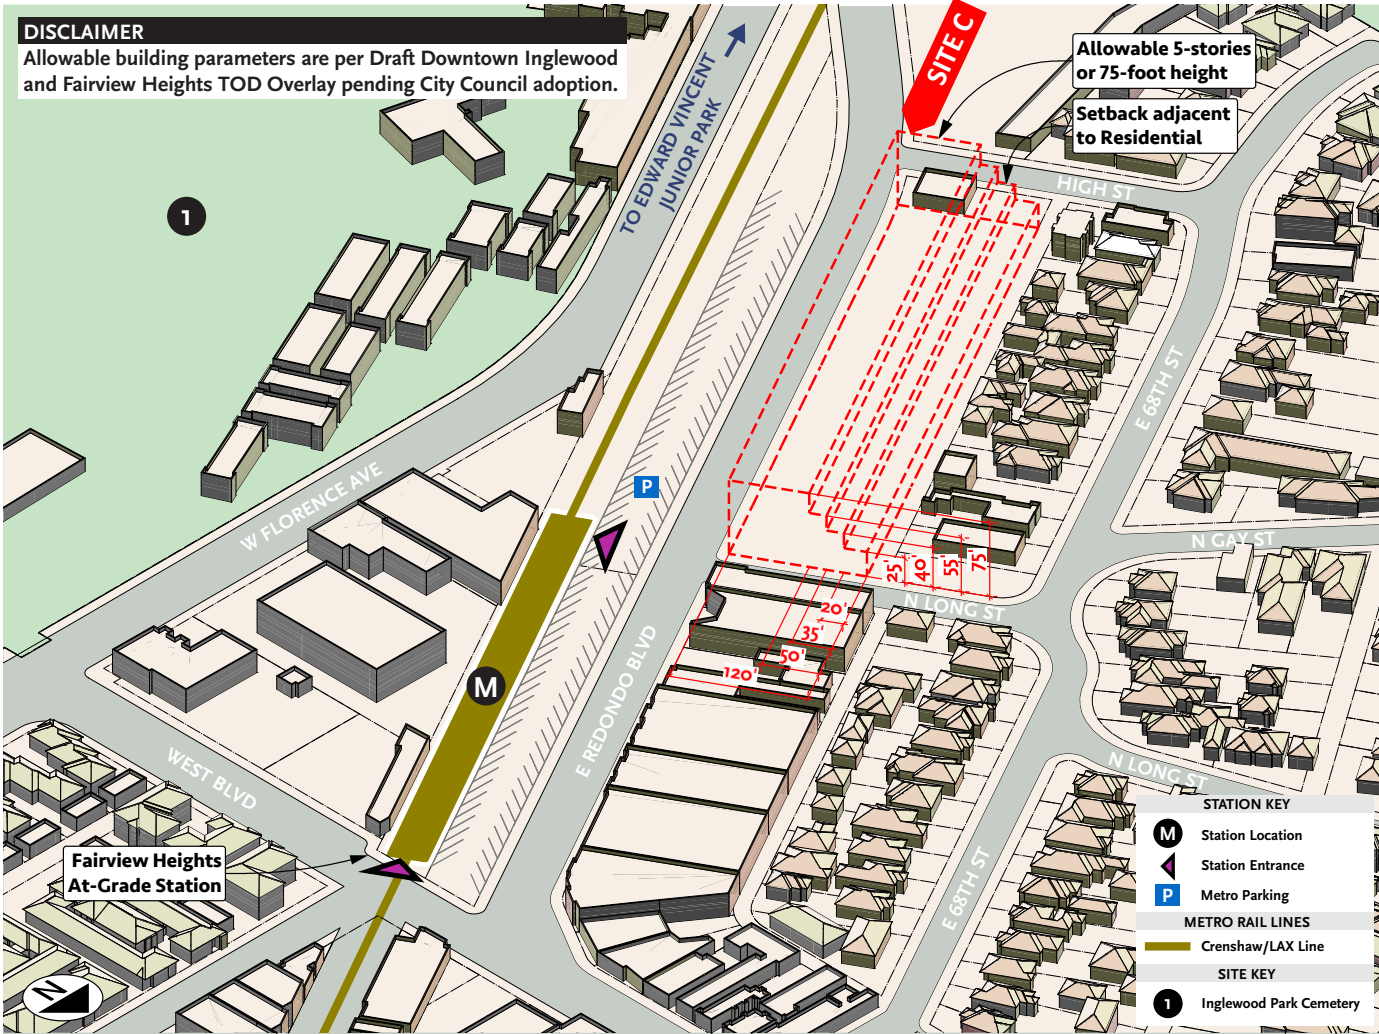 DISCLAIMER
Allowable building parameters are per Draft Downtown Inglewood
and Fairview Heights TOD Overlay pending City Council adoption.
SITE C
Allowable 5-stories
or 75-foot height
Setback adjacent
to Residential
TO EDWARD VINCENT
JUNIOR PARK
HIGH ST
1
E 68TH ST
P
W FLORENCE AVE
N GAY ST
25'
40'
55'
75'
N LONG ST
20'
35'
50'
120'
M
E REDONDO BLVD
WEST BLVD
N LONG ST
Fairview Heights
At-Grade Station
E 68TH ST
N
STATION KEY
M Station Location
Station Entrance
P Metro Parking
METRO RAIL LINES
Crenshaw/LAX Line
SITE KEY
1 Inglewood Park Cemetery